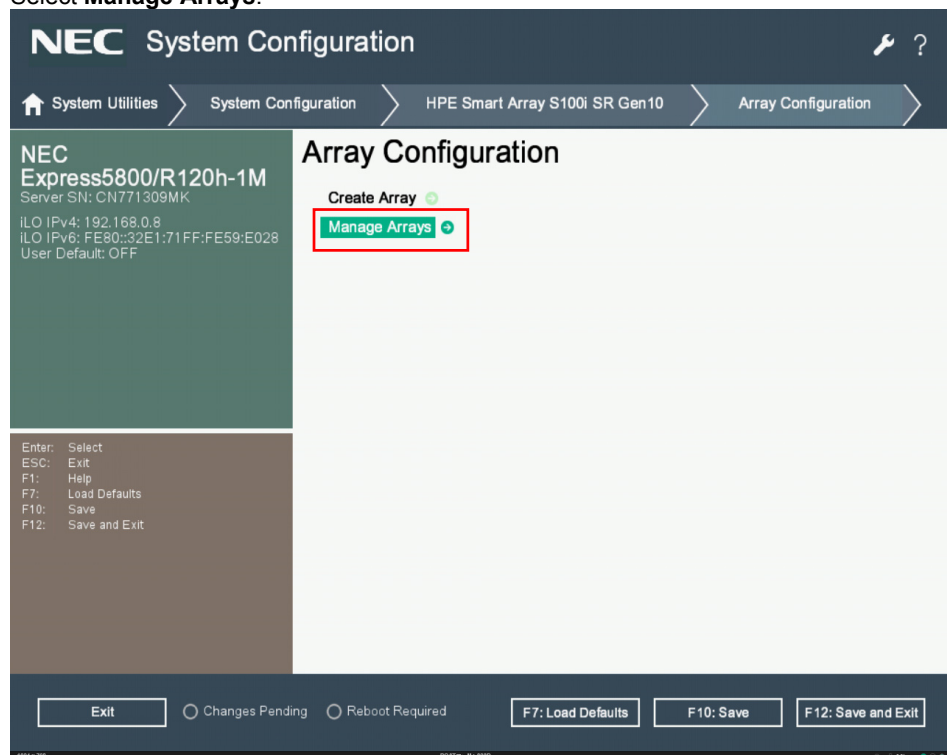 Select Manage Arrays.
NEC System Configuration ?
System Utilities System Configuration HPE Smart Array S100i SR Gen10 Array Configuration
NEC
Express5800/R120h-1M
Server SN: CN771309MK
iLO IPv4: 192.168.0.8
iLO IPv6: FE80::32E1:71FF:FE59:E028
User Default: OFF
Array Configuration
Create Array
Manage Arrays
Enter: Select
ESC: Exit
F1: Help
F7: Load Defaults
F10: Save
F12: Save and Exit
Exit Changes Pending Reboot Required F7: Load Defaults F10: Save F12: Save and Exit